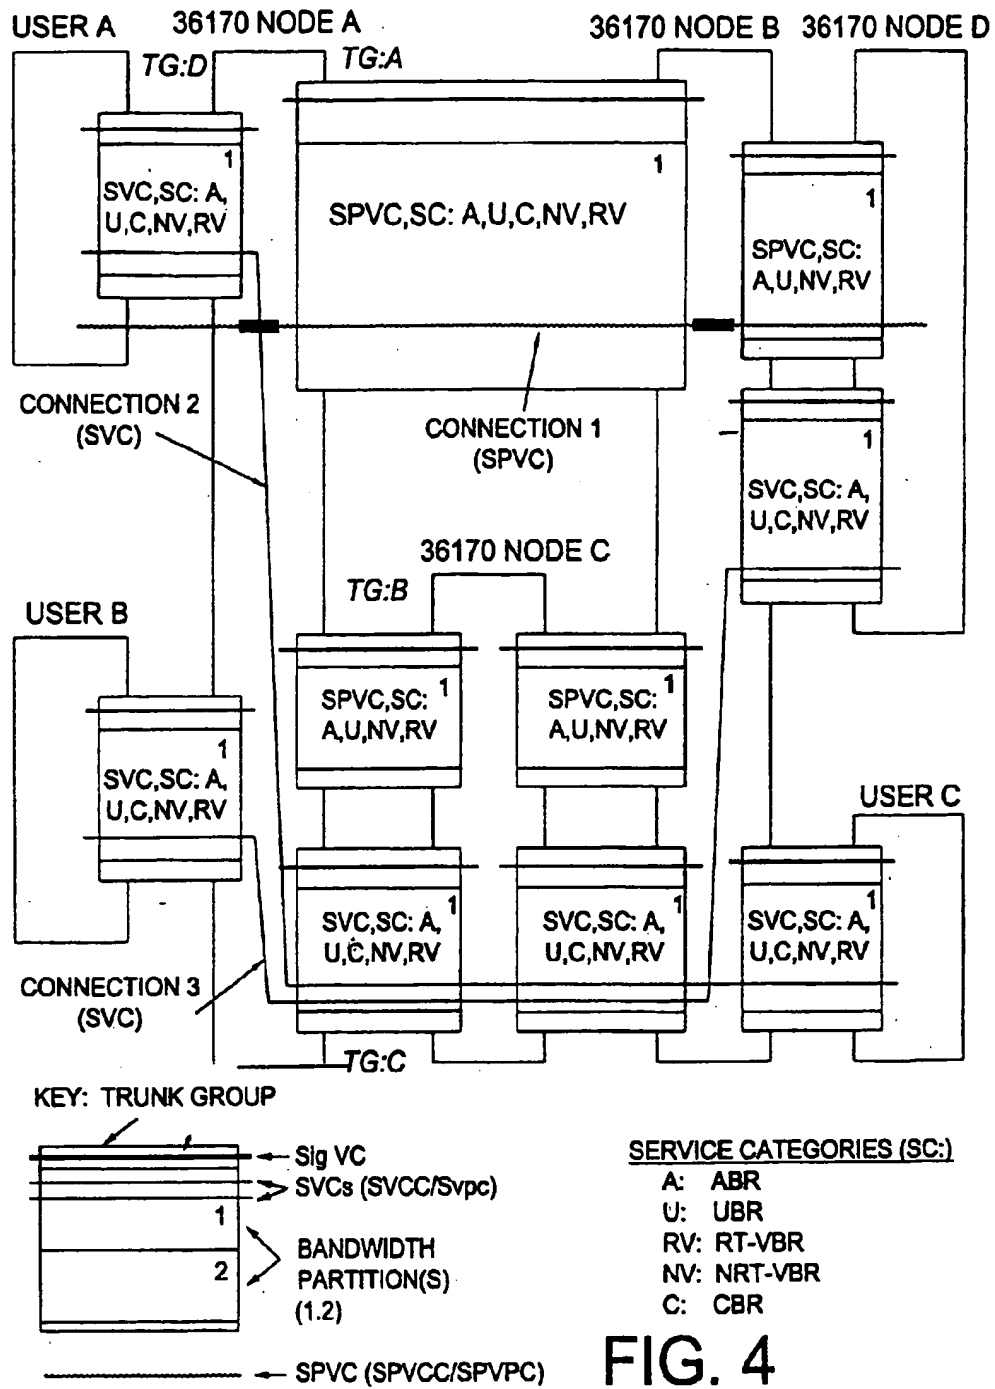 USER A
36170 NODE A
36170 NODE B
36170 NODE D
TG:D
TG:A
1
SVC,SC: A,
U,C,NV,RV
1
SPVC,SC: A,U,C,NV,RV
1
SPVC,SC:
A,U,NV,RV
CONNECTION 2
(SVC)
CONNECTION 1
(SPVC)
1
SVC,SC: A,
U,C,NV,RV
36170 NODE C
TG:B
USER B
1
SPVC,SC:
A,U,NV,RV
1
SPVC,SC:
A,U,NV,RV
1
SVC,SC: A,
U,C,NV,RV
USER C
1
SVC,SC: A,
U,C,NV,RV
1
SVC,SC: A,
U,C,NV,RV
1
SVC,SC: A,
U,C,NV,RV
CONNECTION 3
(SVC)
TG:C
KEY: TRUNK GROUP
Sig VC
SVCs (SVCC/Svpc)
1
2
BANDWIDTH
PARTITION(S)
(1.2)
SPVC (SPVCC/SPVPC)
SERVICE CATEGORIES (SC:)
A: ABR
U: UBR
RV: RT-VBR
NV: NRT-VBR
C: CBR
FIG. 4